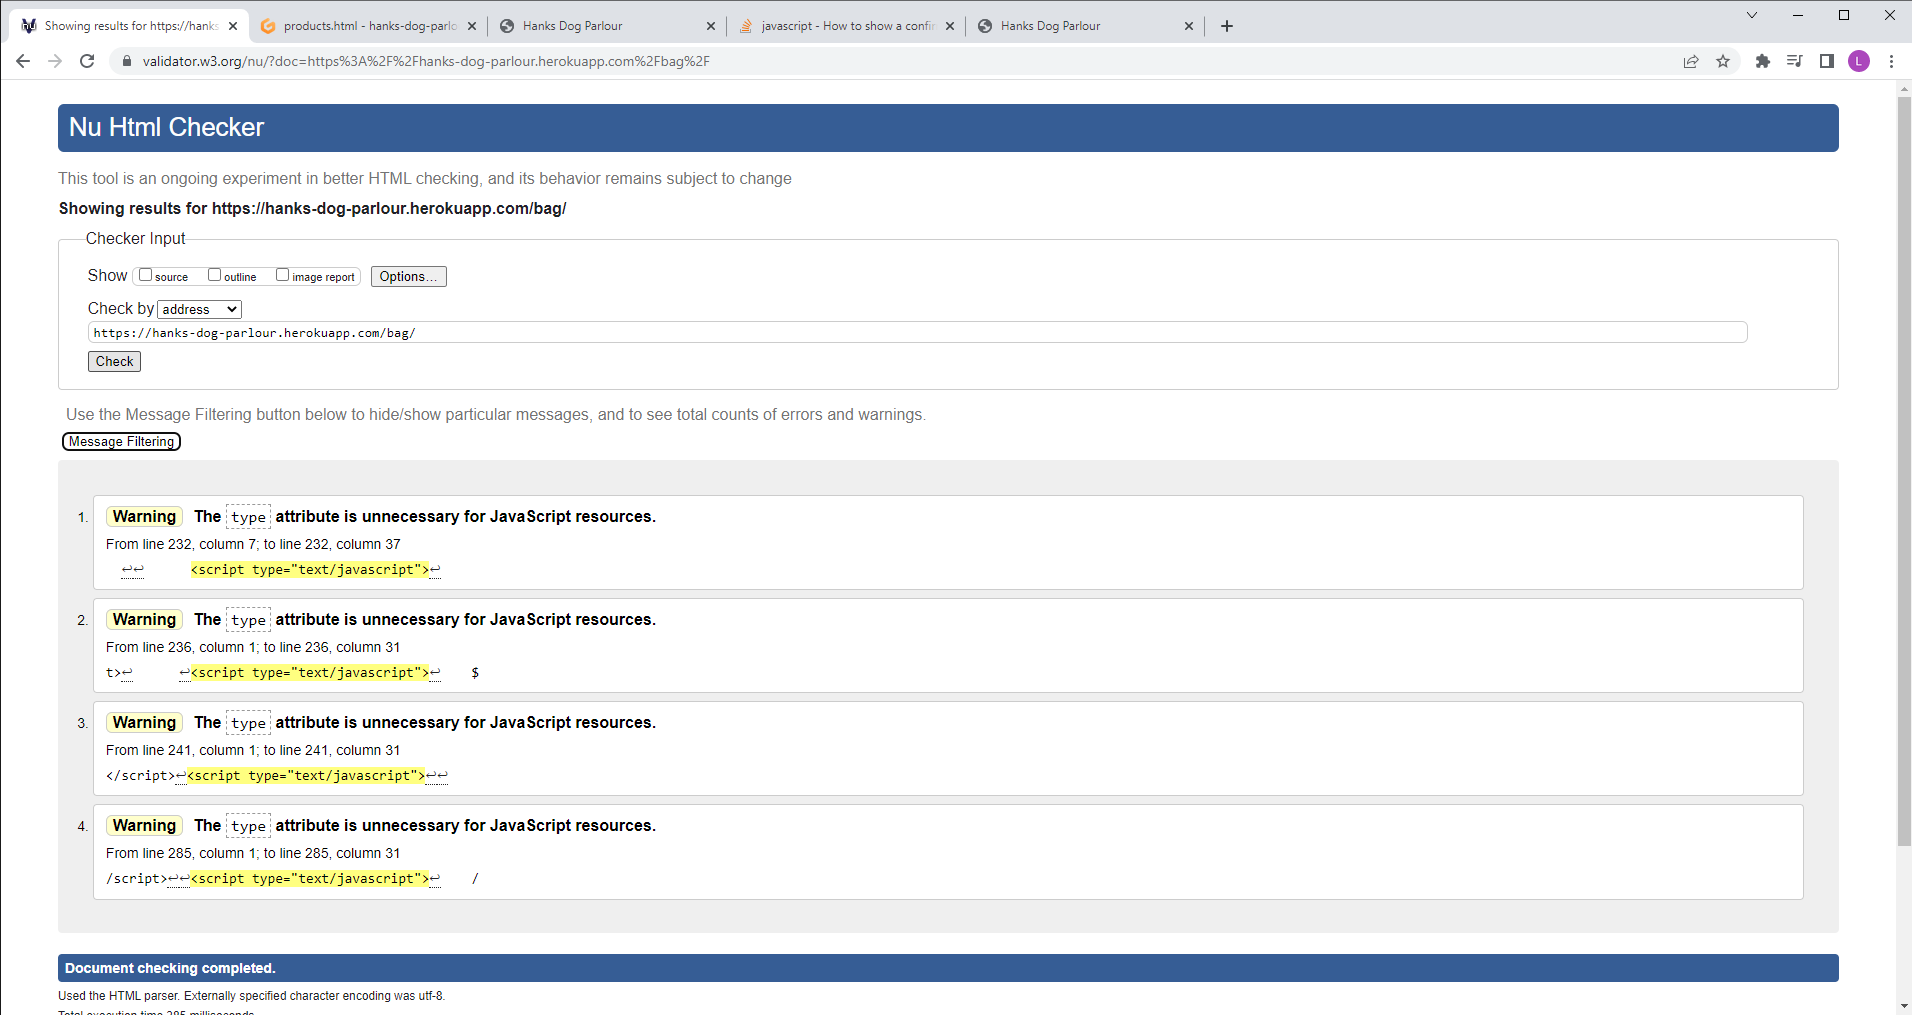 Showing results for https://hanks
products.html - hanks-dog-parlo
Hanks Dog Parlour
javascript - How to show a confir
Hanks Dog Parlour
validator.w3.org/nu/?doc=https%3A%2F%2Fhanks-dog-parlour.herokuapp.com%2Fbag%2F
L
Nu Html Checker
This tool is an ongoing experiment in better HTML checking, and its behavior remains subject to change
Showing results for https://hanks-dog-parlour.herokuapp.com/bag/
Checker Input
Show source outline image report Options...
Check by address
https://hanks-dog-parlour.herokuapp.com/bag/
Check
Use the Message Filtering button below to hide/show particular messages, and to see total counts of errors and warnings.
Message Filtering
1. Warning The type attribute is unnecessary for JavaScript resources.
From line 232, column 7; to line 232, column 37
↩↩      <script type="text/javascript">↩
2. Warning The type attribute is unnecessary for JavaScript resources.
From line 236, column 1; to line 236, column 31
t>↩      ↩<script type="text/javascript">↩    $
3. Warning The type attribute is unnecessary for JavaScript resources.
From line 241, column 1; to line 241, column 31
</script>↩<script type="text/javascript">↩↩
4. Warning The type attribute is unnecessary for JavaScript resources.
From line 285, column 1; to line 285, column 31
/script>↩↩<script type="text/javascript">↩    /
Document checking completed.
Used the HTML parser. Externally specified character encoding was utf-8.
Total execution time 285 milliseconds.